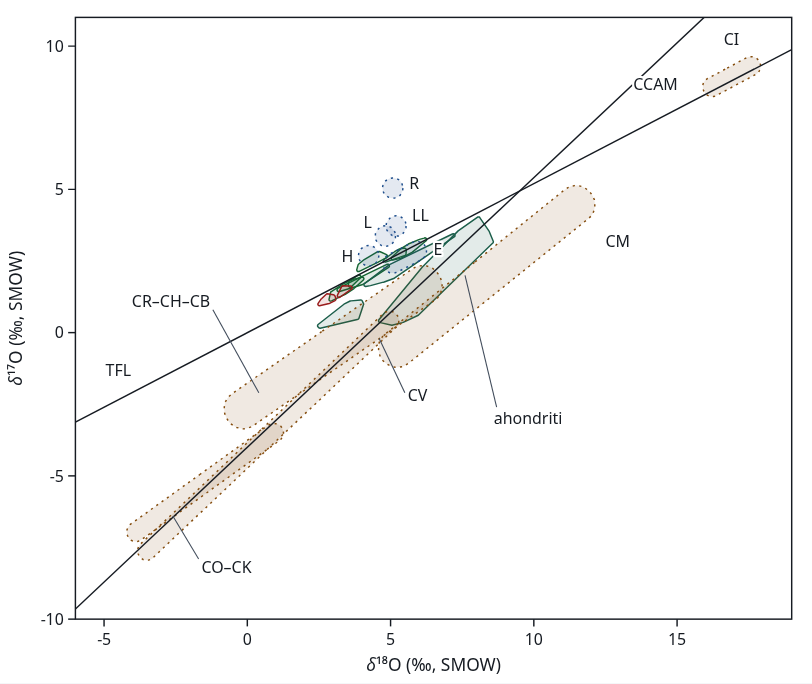 10
5
0
-5
-10
-5
0
5
10
15
δ¹⁷O (‰, SMOW)
δ¹⁸O (‰, SMOW)
CI
CCAM
R
LL
L
H
E
CM
CR–CH–CB
TFL
CV
ahondriti
CO–CK